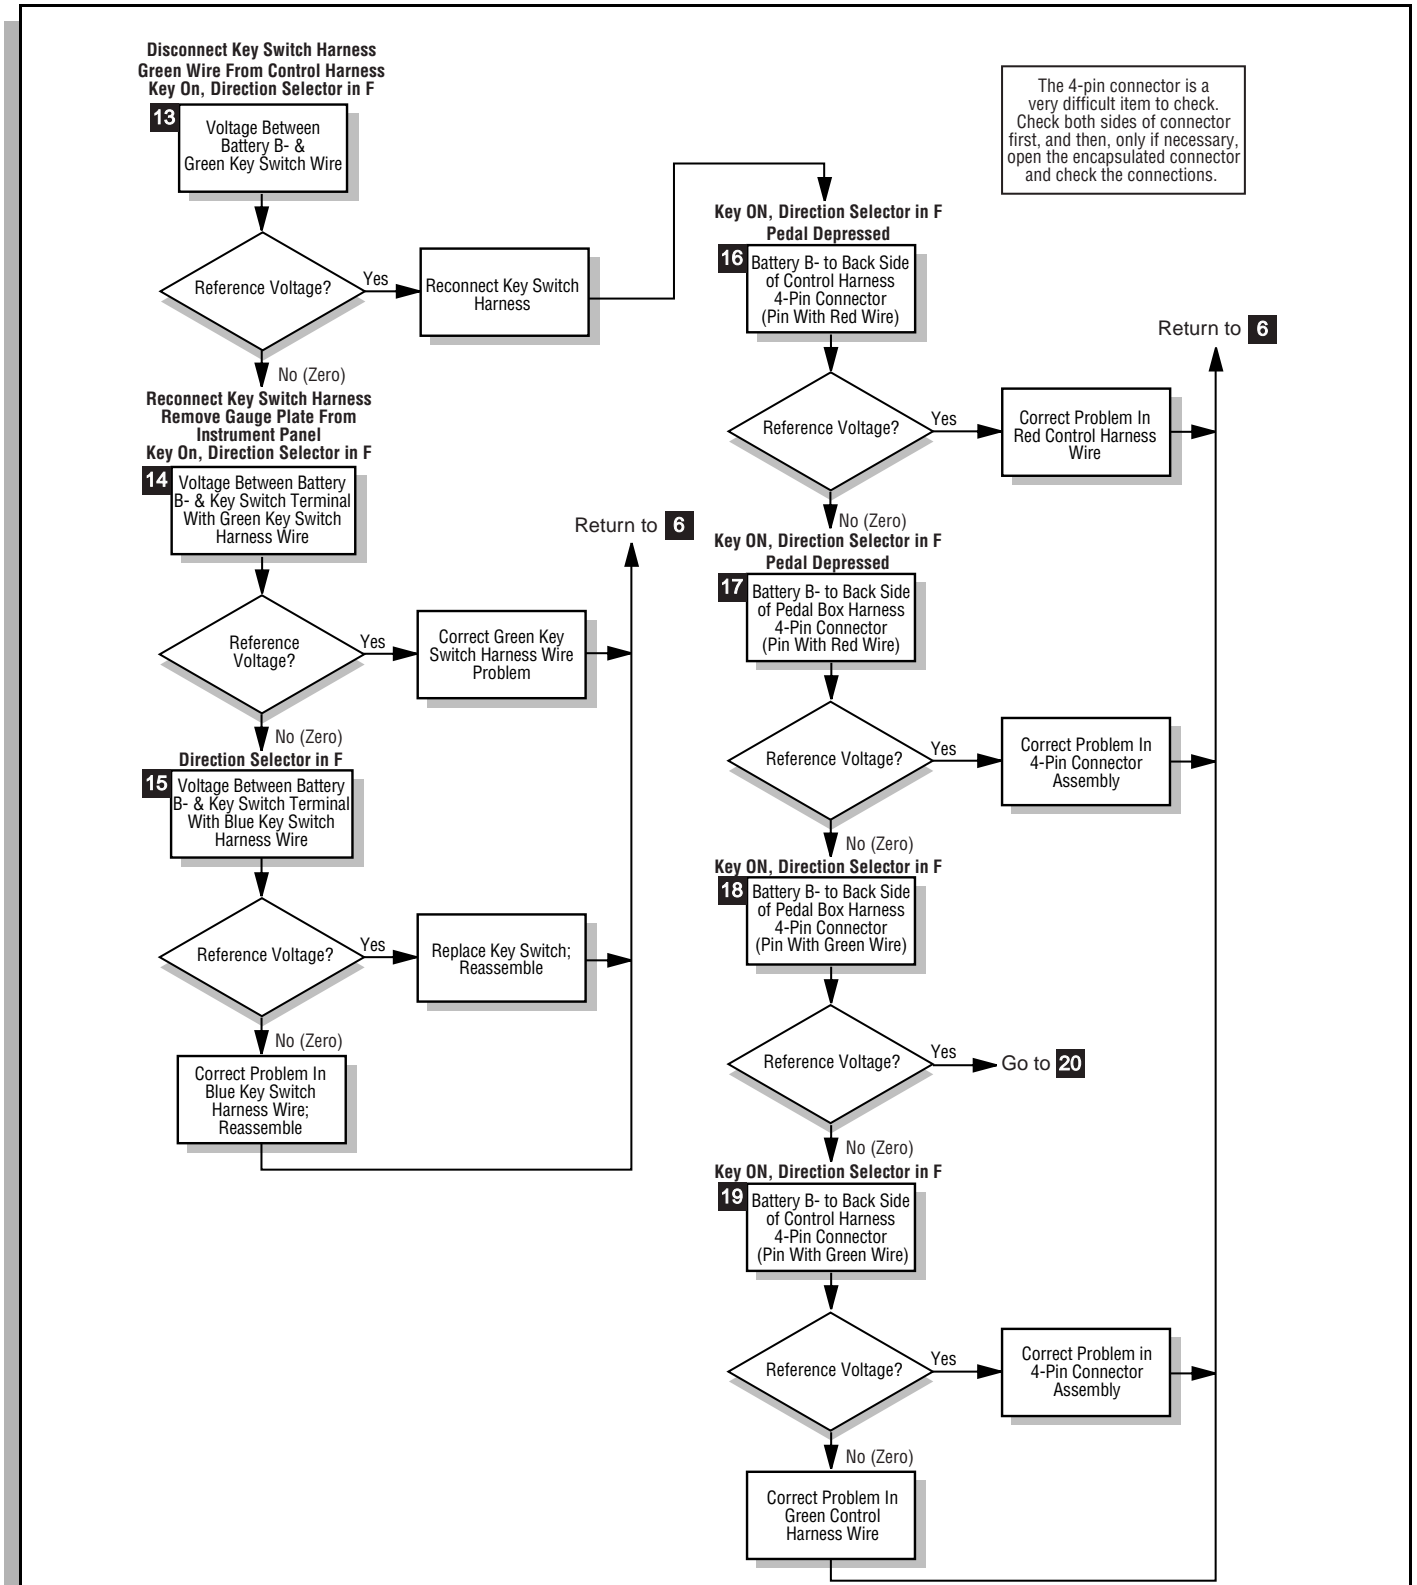 Disconnect Key Switch Harness
Green Wire From Control Harness
Key On, Direction Selector in F
13
Voltage Between
Battery B- &
Green Key Switch Wire
Reference Voltage?
Yes
Reconnect Key Switch
Harness
No (Zero)
Reconnect Key Switch Harness
Remove Gauge Plate From
Instrument Panel
Key On, Direction Selector in F
14
Voltage Between Battery
B- & Key Switch Terminal
With Green Key Switch
Harness Wire
Reference
Voltage?
Yes
Correct Green Key
Switch Harness Wire
Problem
Return to 6
No (Zero)
Direction Selector in F
15
Voltage Between Battery
B- & Key Switch Terminal
With Blue Key Switch
Harness Wire
Reference Voltage?
Yes
Replace Key Switch;
Reassemble
No (Zero)
Correct Problem In
Blue Key Switch
Harness Wire;
Reassemble
The 4-pin connector is a
very difficult item to check.
Check both sides of connector
first, and then, only if necessary,
open the encapsulated connector
and check the connections.
Key ON, Direction Selector in F
Pedal Depressed
16
Battery B- to Back Side
of Control Harness
4-Pin Connector
(Pin With Red Wire)
Reference Voltage?
Yes
Correct Problem In
Red Control Harness
Wire
Return to 6
No (Zero)
Key ON, Direction Selector in F
Pedal Depressed
17
Battery B- to Back Side
of Pedal Box Harness
4-Pin Connector
(Pin With Red Wire)
Reference Voltage?
Yes
Correct Problem In
4-Pin Connector
Assembly
No (Zero)
Key ON, Direction Selector in F
18
Battery B- to Back Side
of Pedal Box Harness
4-Pin Connector
(Pin With Green Wire)
Reference Voltage?
Yes
Go to 20
No (Zero)
Key ON, Direction Selector in F
19
Battery B- to Back Side
of Control Harness
4-Pin Connector
(Pin With Green Wire)
Reference Voltage?
Yes
Correct Problem in
4-Pin Connector
Assembly
No (Zero)
Correct Problem In
Green Control
Harness Wire